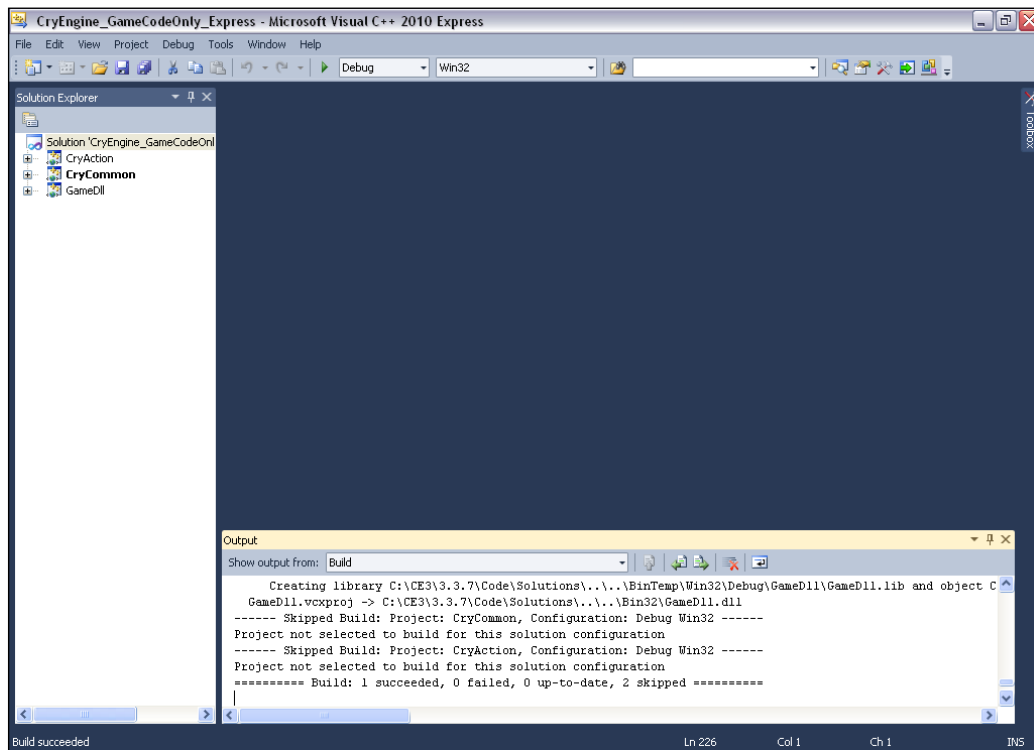 CryEngine_GameCodeOnly_Express - Microsoft Visual C++ 2010 Express
File Edit View Project Debug Tools Window Help
Debug Win32
Solution Explorer
Toolbox
Solution 'CryEngine_GameCodeOnl
CryAction
CryCommon
GameDll
Output
Show output from: Build
Creating library C:\CE3\3.3.7\Code\Solutions\..\..\BinTemp\Win32\Debug\GameDll\GameDll.lib and object C
GameDll.vcxproj -> C:\CE3\3.3.7\Code\Solutions\..\..\Bin32\GameDll.dll
------ Skipped Build: Project: CryCommon, Configuration: Debug Win32 ------
Project not selected to build for this solution configuration
------ Skipped Build: Project: CryAction, Configuration: Debug Win32 ------
Project not selected to build for this solution configuration
========== Build: 1 succeeded, 0 failed, 0 up-to-date, 2 skipped ==========
Build succeeded Ln 226 Col 1 Ch 1 INS